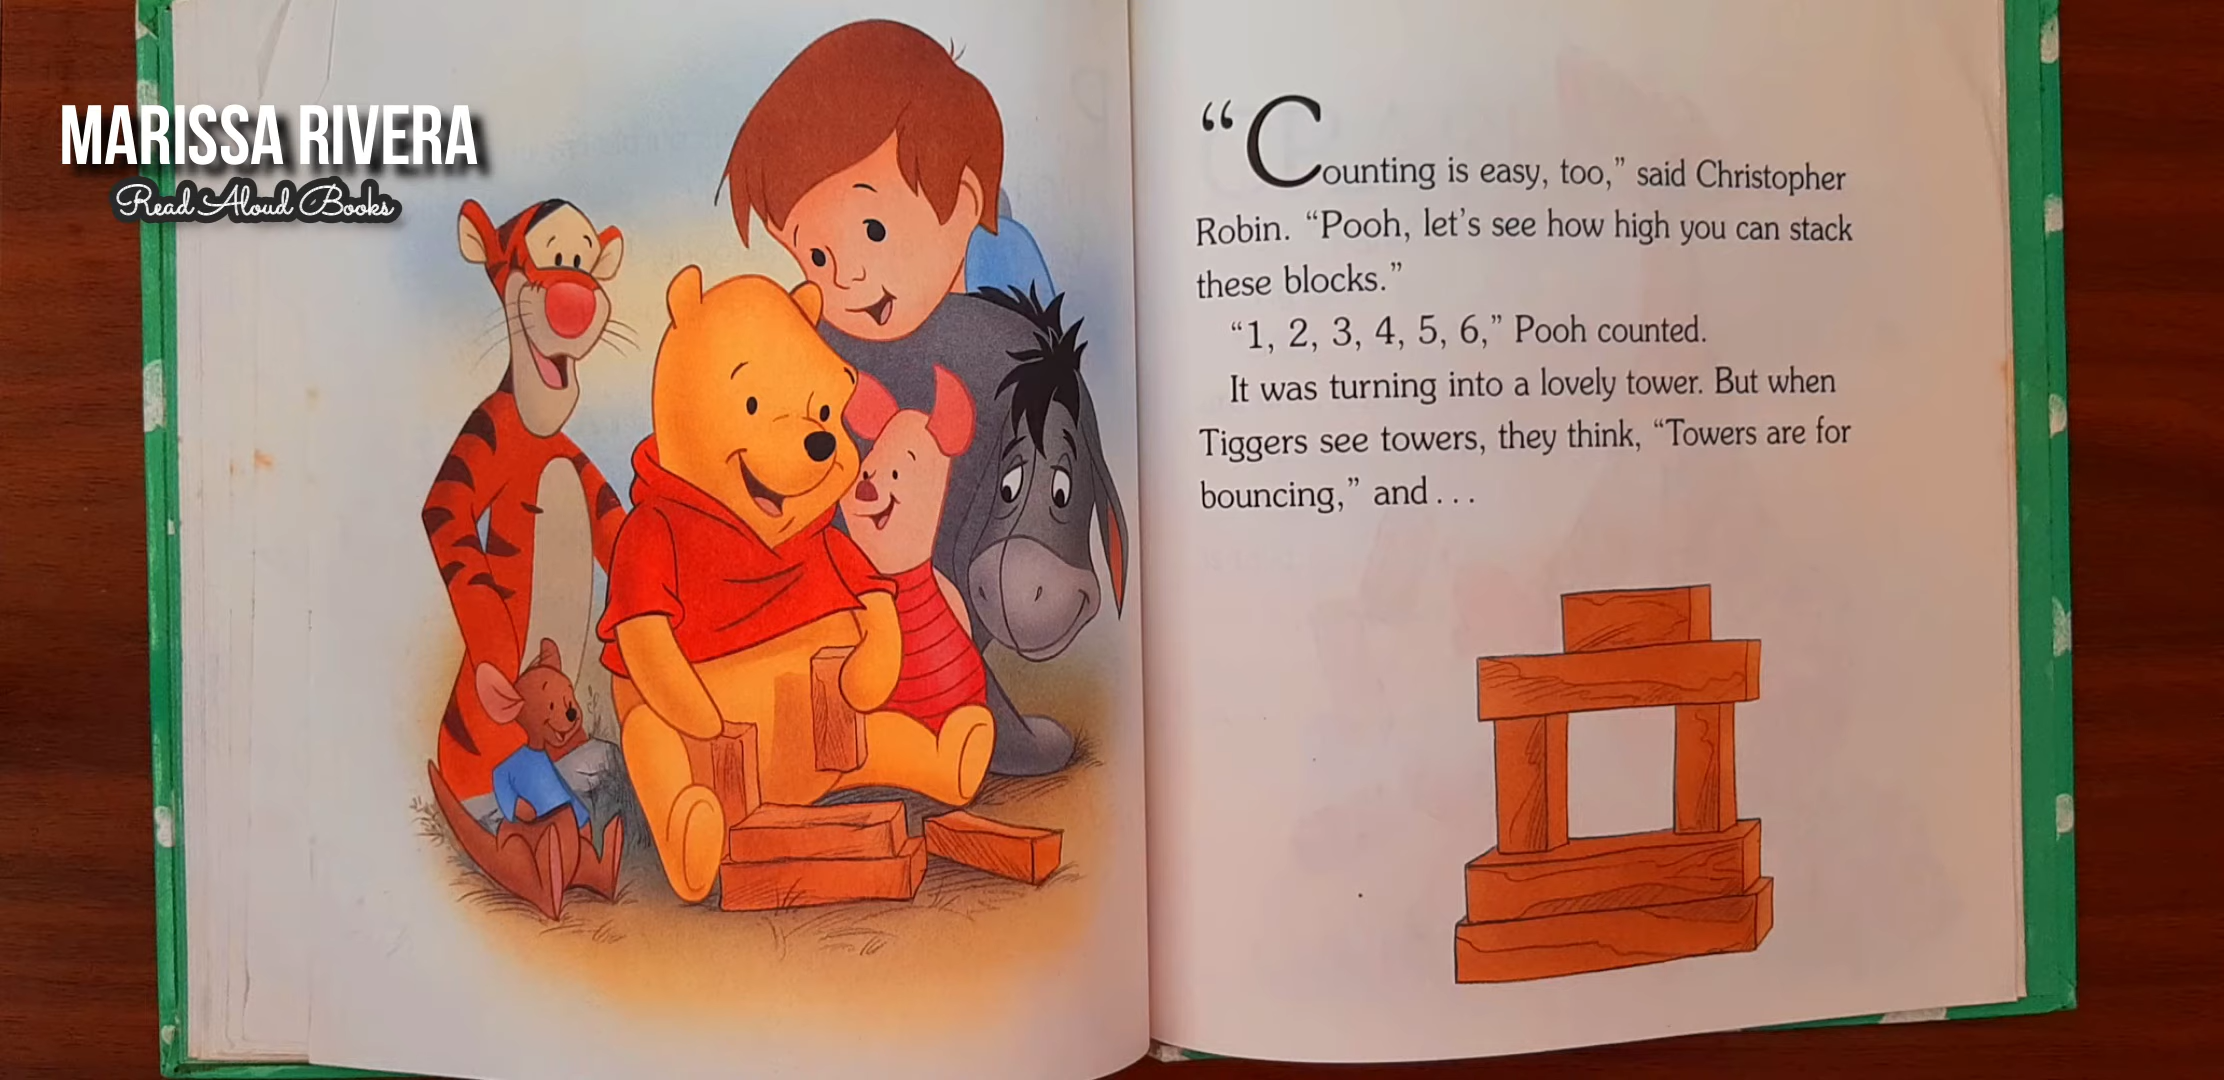 MARISSA RIVERA
Read Aloud Books
“Counting is easy, too,” said Christopher
Robin. “Pooh, let’s see how high you can stack
these blocks.”
“1, 2, 3, 4, 5, 6,” Pooh counted.
It was turning into a lovely tower. But when
Tiggers see towers, they think, “Towers are for
bouncing,” and . . .